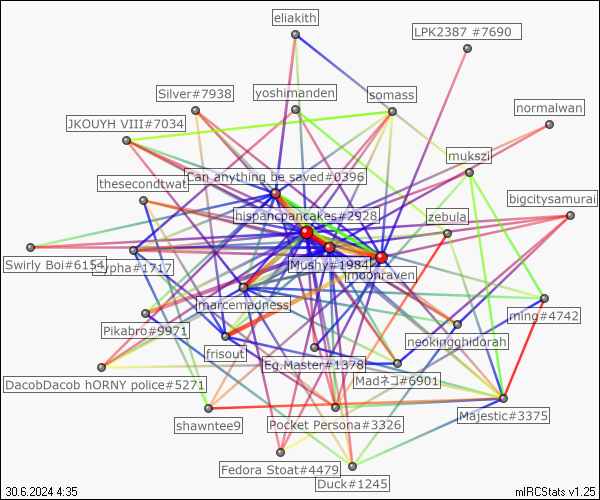 eliakith
LPK2387 #7690
Silver#7938
yoshimanden
somass
normalwan
JKOUYH VIII#7034
mukszi
thesecondtwat
Can anything be saved#0396
bigcitysamurai
hispancpancakes#2928
zebula
Swirly Boi#6154
ypha#1717
Mushy#1984
moonraven
marcemadness
ming#4742
Pikabro#9971
neokingghidorah
frisout
Eg.Master#1378
DacobDacob hORNY police#5271
Madネコ#6901
shawntee9
Pocket Persona#3326
Majestic#3375
Fedora Stoat#4479
Duck#1245
30.6.2024 4:35
mIRCStats v1.25